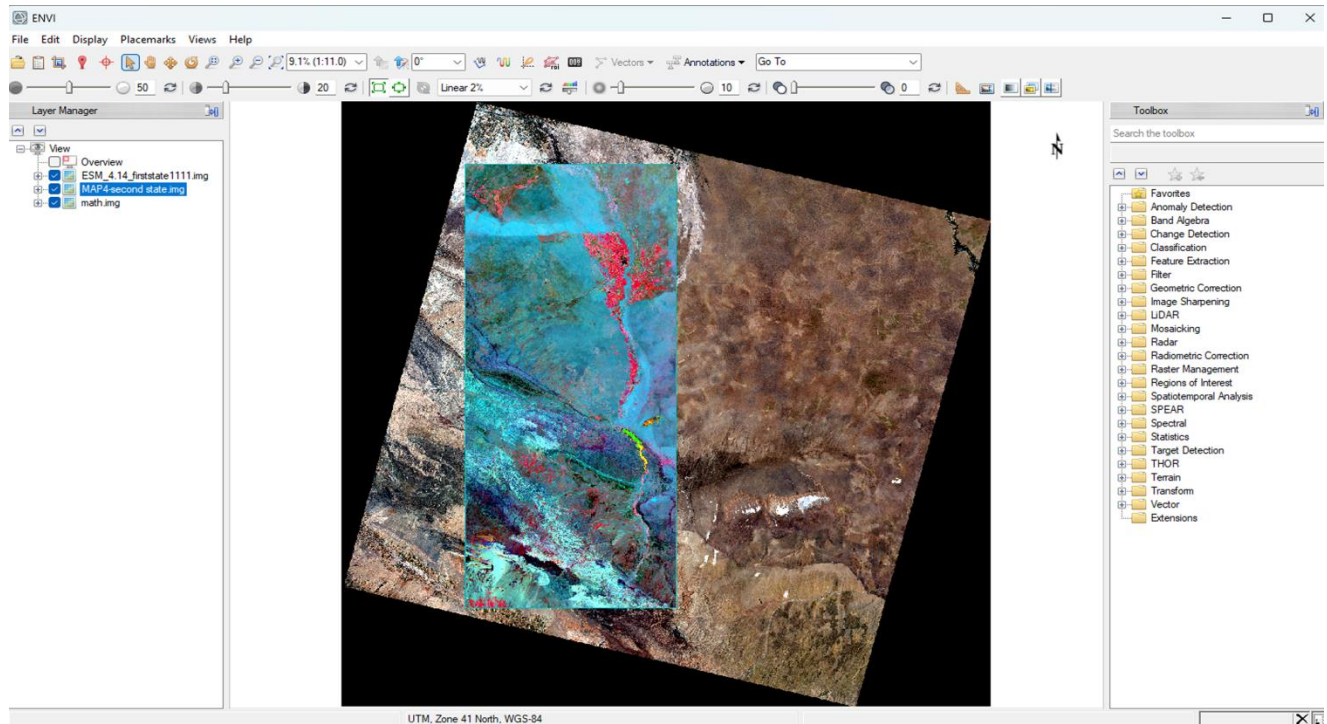 ENVI
File Edit Display Placemarks Views Help
9.1% (1:11.0) 0° Vectors Annotations Go To
50 20 Linear 2% 10 0
Layer Manager
View
Overview
ESM_4.14_firststate1111.img
MAP4-second state.img
math.img
N
Toolbox
Search the toolbox
Favorites
Anomaly Detection
Band Algebra
Change Detection
Classification
Feature Extraction
Filter
Geometric Correction
Image Sharpening
LiDAR
Mosaicking
Radar
Radiometric Correction
Raster Management
Regions of Interest
Spatiotemporal Analysis
SPEAR
Spectral
Statistics
Target Detection
THOR
Terrain
Transform
Vector
Extensions
UTM, Zone 41 North, WGS-84